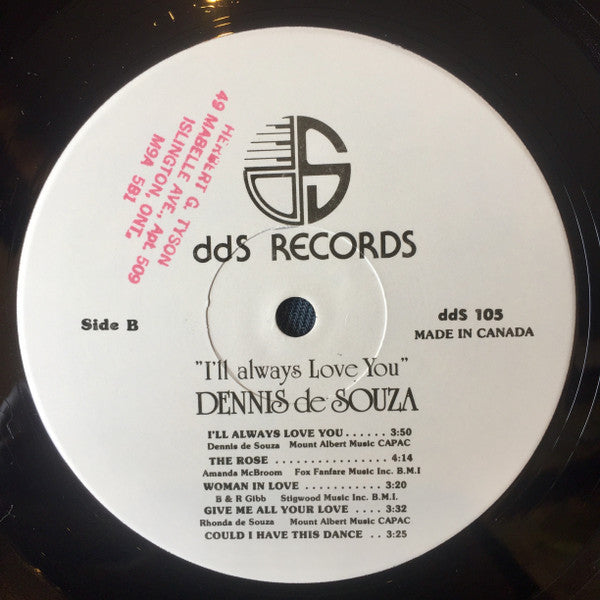 HERBERT G. TYSON
49 MABELLE AVE., Apt. 509
ISLINGTON, ONT.
M9A 5B1
ddS RECORDS
Side B
ddS 105
MADE IN CANADA
"I'll always Love You"
DENNIS de SOUZA
I'LL ALWAYS LOVE YOU ...... 3:50
Dennis de Souza Mount Albert Music CAPAC
THE ROSE ................ 4:14
Amanda McBroom Fox Fanfare Music Inc. B.M.I
WOMAN IN LOVE ........... 3:20
B & R Gibb Stigwood Music Inc. B.M.I.
GIVE ME ALL YOUR LOVE .... 3:32
Rhonda de Souza Mount Albert Music CAPAC
COULD I HAVE THIS DANCE .. 3:25